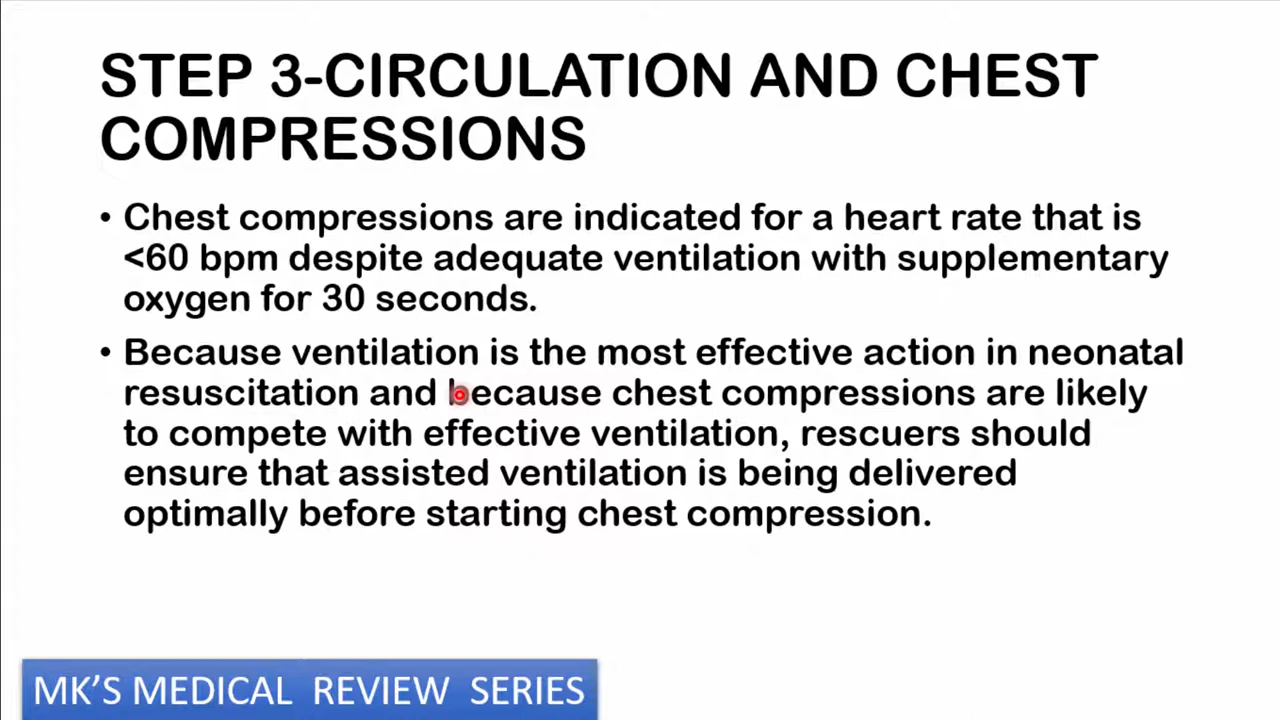 STEP 3-CIRCULATION AND CHEST
COMPRESSIONS
• Chest compressions are indicated for a heart rate that is
<60 bpm despite adequate ventilation with supplementary
oxygen for 30 seconds.
• Because ventilation is the most effective action in neonatal
resuscitation and because chest compressions are likely
to compete with effective ventilation, rescuers should
ensure that assisted ventilation is being delivered
optimally before starting chest compression.
MK'S MEDICAL REVIEW SERIES